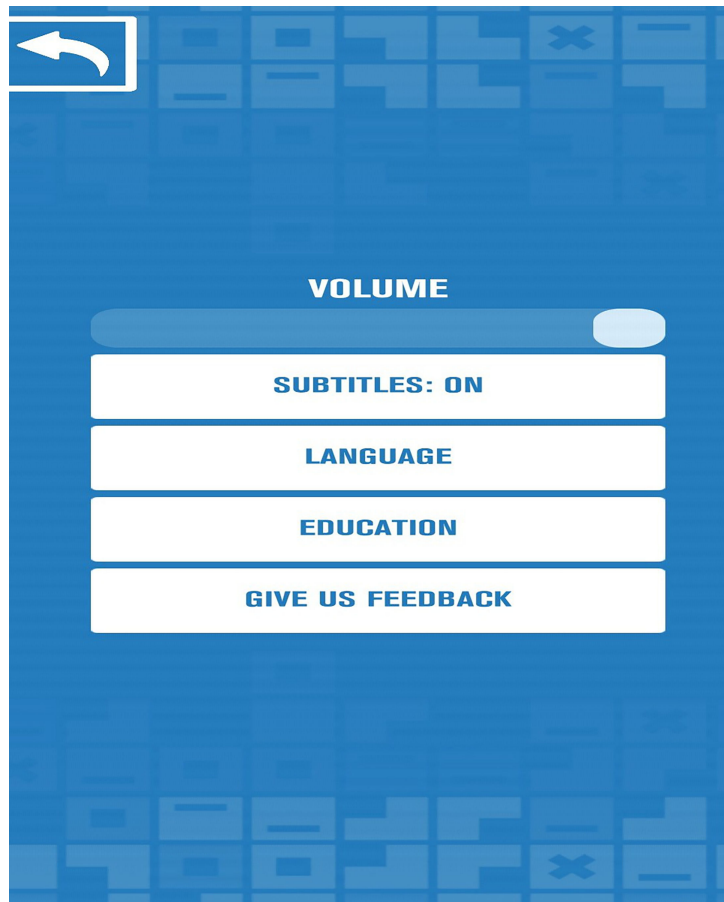 VOLUME
SUBTITLES: ON
LANGUAGE
EDUCATION
GIVE US FEEDBACK